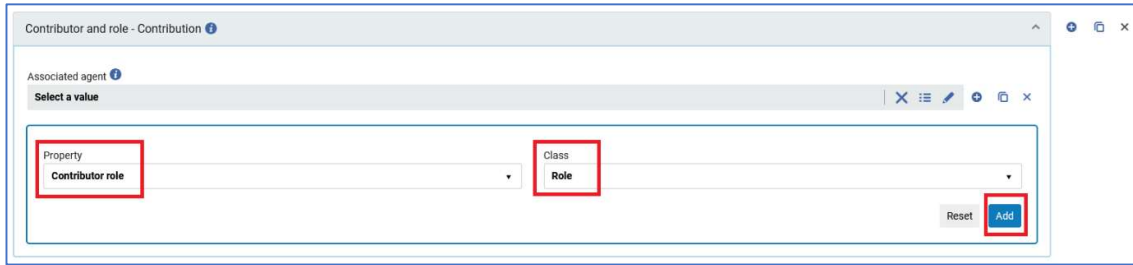 Contributor and role - Contribution
Associated agent
Select a value
Property
Class
Contributor role
Role
Reset
Add